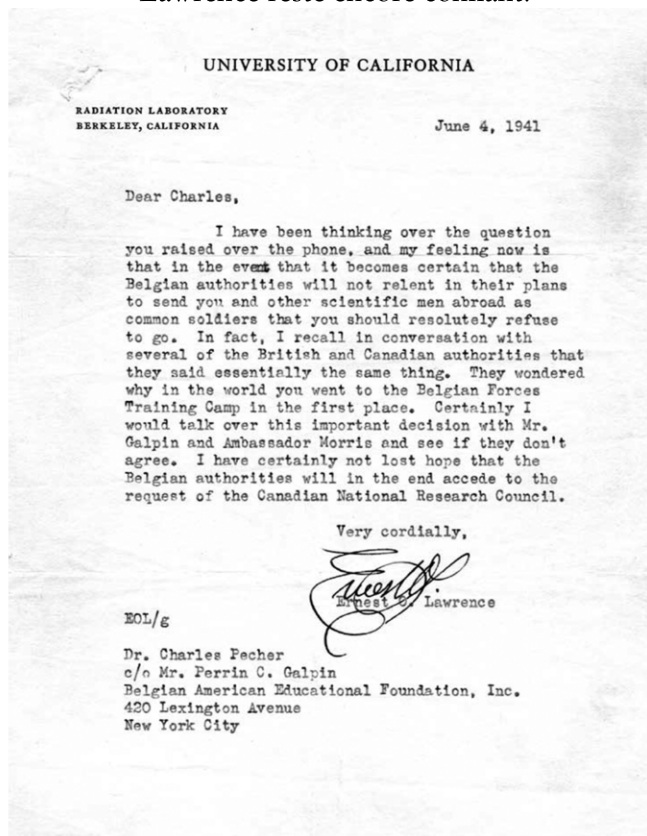 Lawrence reste encore confiant.
UNIVERSITY OF CALIFORNIA
RADIATION LABORATORY
BERKELEY, CALIFORNIA
June 4, 1941
Dear Charles,
I have been thinking over the question
you raised over the phone, and my feeling now is
that in the event that it becomes certain that the
Belgian authorities will not relent in their plans
to send you and other scientific men abroad as
common soldiers that you should resolutely refuse
to go. In fact, I recall in conversation with
several of the British and Canadian authorities that
they said essentially the same thing. They wondered
why in the world you went to the Belgian Forces
Training Camp in the first place. Certainly I
would talk over this important decision with Mr.
Galpin and Ambassador Morris and see if they don't
agree. I have certainly not lost hope that the
Belgian authorities will in the end accede to the
request of the Canadian National Research Council.
Very cordially,
Ernest O. Lawrence
EOL/g
Dr. Charles Pecher
c/o Mr. Perrin C. Galpin
Belgian American Educational Foundation, Inc.
420 Lexington Avenue
New York City